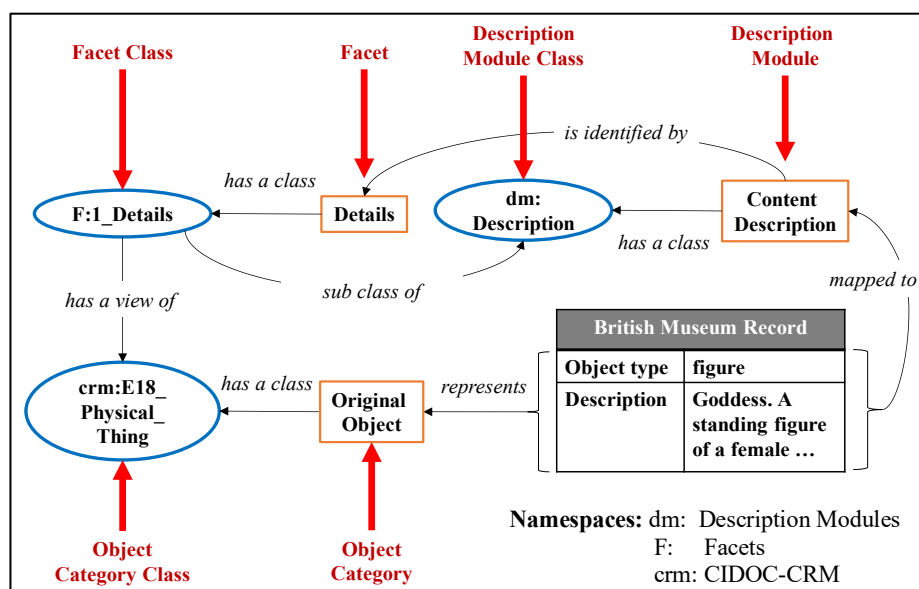 Facet Class
Facet
Description
Module Class
Description
Module
is identified by
has a class
F:1_Details
Details
dm:
Description
Content
Description
has a class
has a view of
sub class of
mapped to
British Museum Record
Object type
figure
Description
Goddess. A
standing figure
of a female …
crm:E18_
Physical_
Thing
has a class
Original
Object
represents
Object
Category Class
Object
Category
Namespaces: dm: Description Modules
F: Facets
crm: CIDOC-CRM